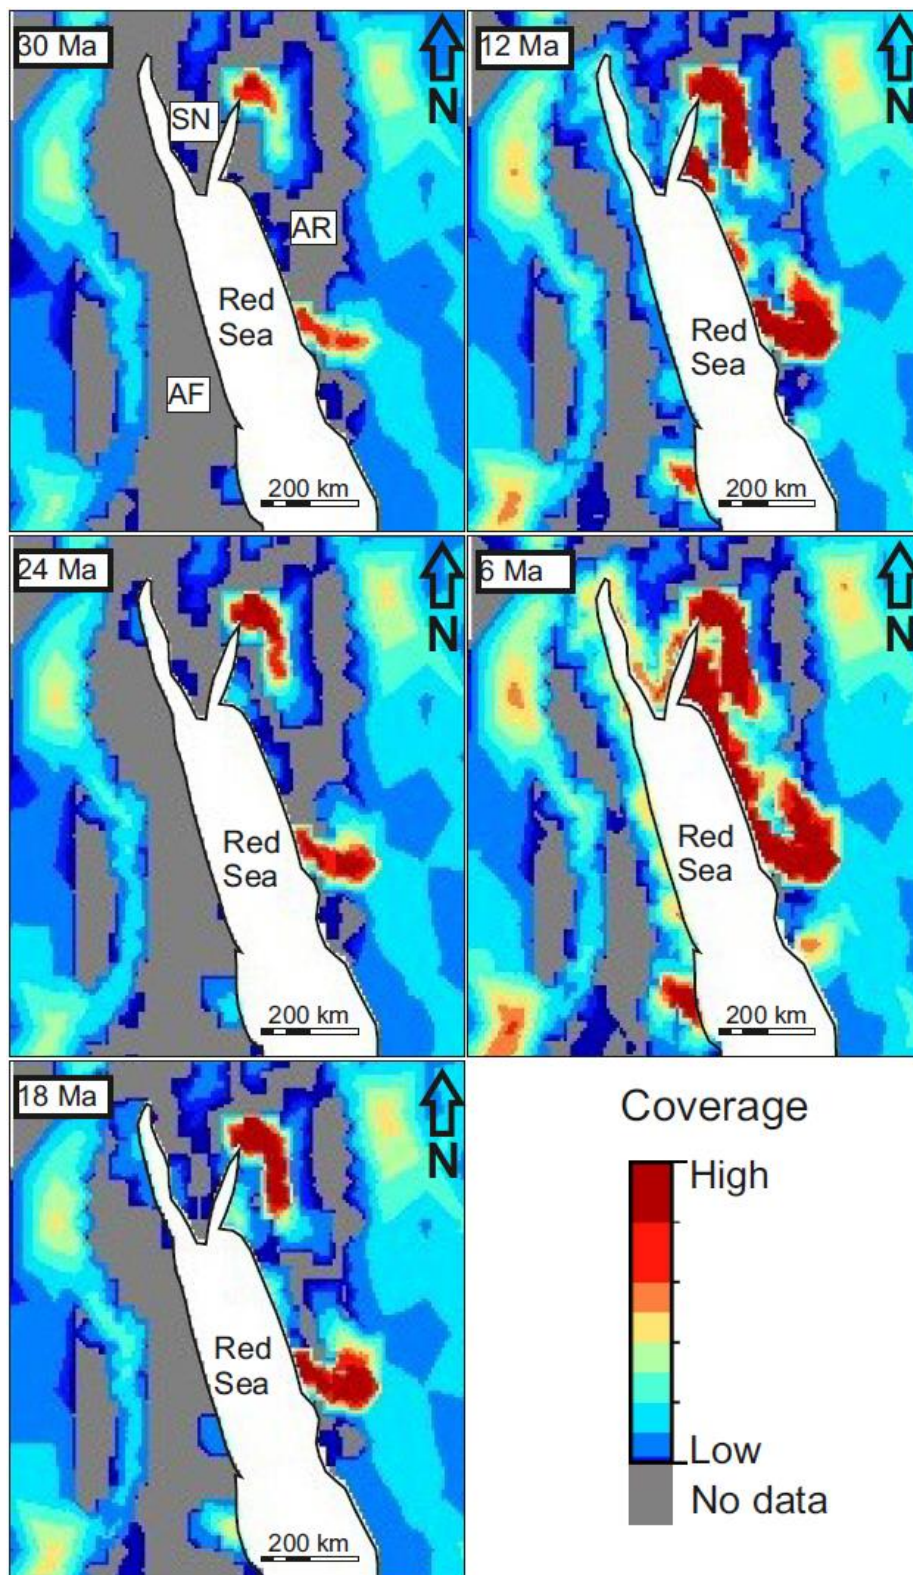 30 Ma
N
SN
AR
Red
Sea
AF
200 km
12 Ma
N
Red
Sea
200 km
24 Ma
N
Red
Sea
200 km
6 Ma
N
Red
Sea
200 km
18 Ma
N
Red
Sea
200 km
Coverage
High
Low
No data